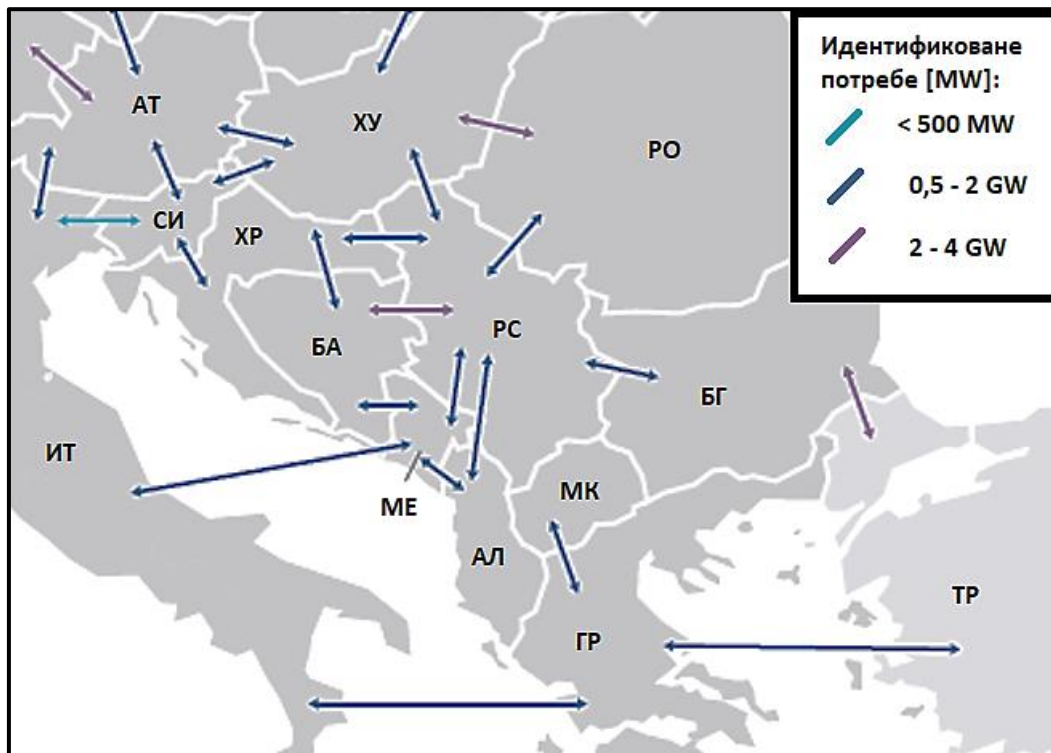 Идентификоване
потребе [MW]:
< 500 MW
0,5 - 2 GW
2 - 4 GW
АТ
ХУ
РО
СИ
ХР
БА
РС
БГ
ИТ
МЕ
МК
АЛ
ГР
ТР